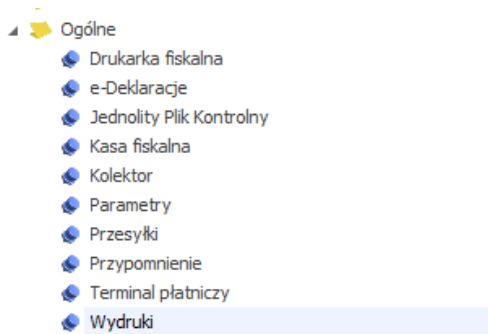 Ogólne
Drukarka fiskalna
e-Deklaracje
Jednolity Plik Kontrolny
Kasa fiskalna
Kolektor
Parametry
Przesyłki
Przypomnienie
Terminal płatniczy
Wydruki